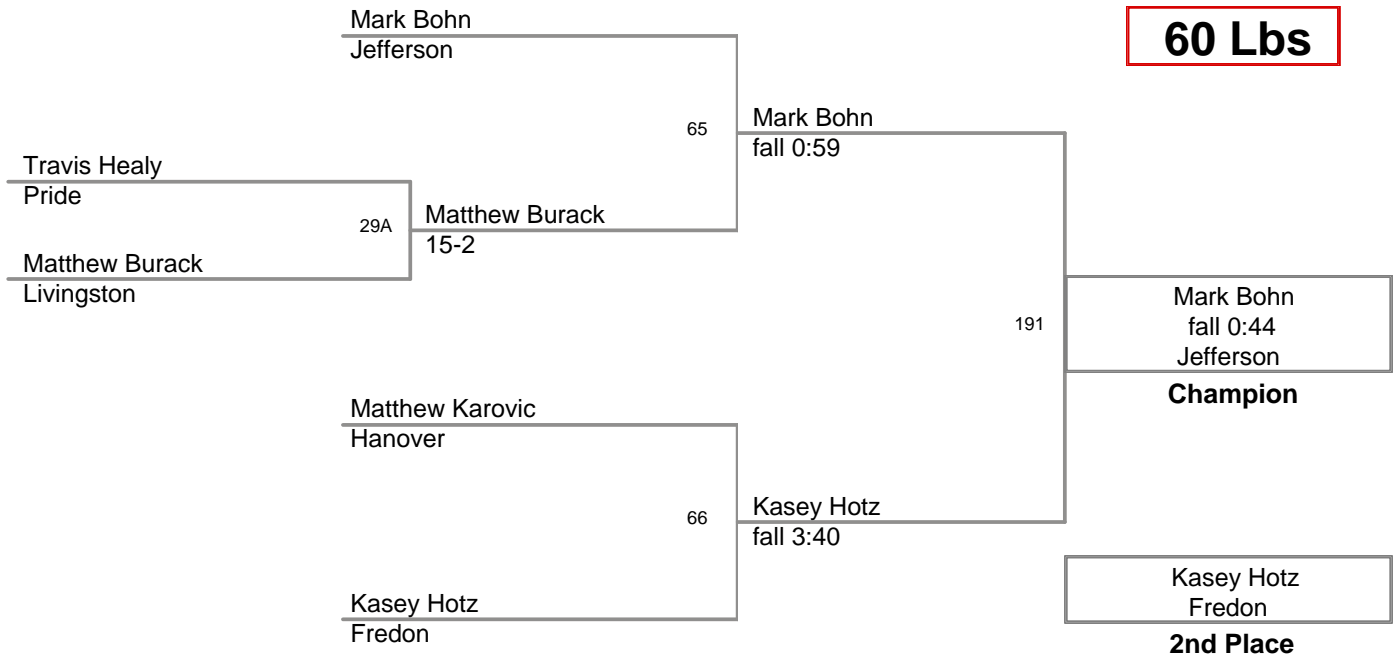 Mark Bohn
Jefferson
60 Lbs
65
Mark Bohn
fall 0:59
Travis Healy
Pride
29A
Matthew Burack
15-2
Matthew Burack
Livingston
191
Mark Bohn
fall 0:44
Jefferson
Champion
Matthew Karovic
Hanover
66
Kasey Hotz
fall 3:40
Kasey Hotz
Fredon
Kasey Hotz
Fredon
2nd Place